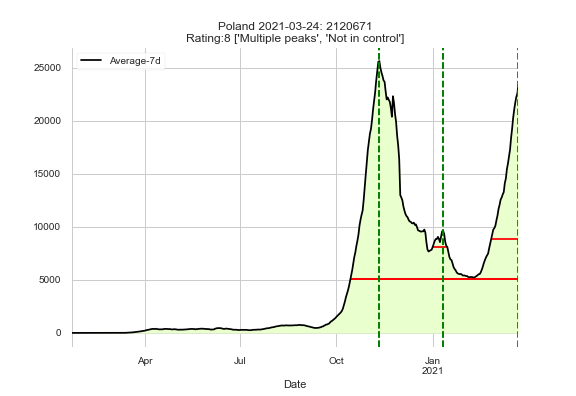 Poland 2021-03-24: 2120671
Rating:8 ['Multiple peaks', 'Not in control']
Average-7d
25000
20000
15000
10000
5000
0
Apr
Jul
Oct
Jan
2021
Date